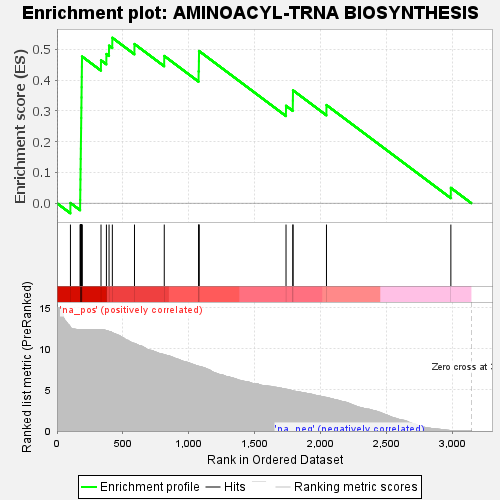 Enrichment plot: AMINOACYL-TRNA BIOSYNTHESIS
Enrichment score (ES)
0.5
0.4
0.3
0.2
0.1
0.0
Ranked list metric (PreRanked)
15
10
5
0
'na_pos' (positively correlated)
Zero cross at 3
'na_neg' (negatively correlated)
0
500
1,000
1,500
2,000
2,500
3,000
Rank in Ordered Dataset
Enrichment profile
Hits
Ranking metric scores